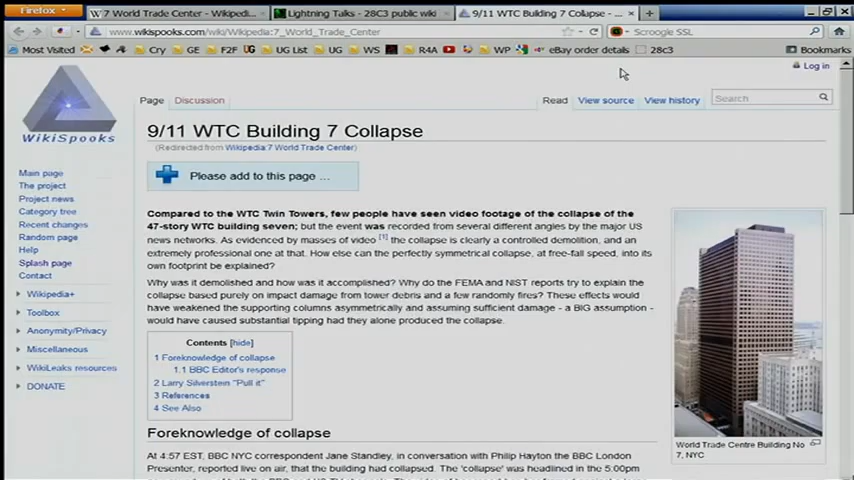 Firefox
7 World Trade Center - Wikipedi...
Lightning Talks - 28C3 public wiki
9/11 WTC Building 7 Collapse - ...
www.wikispooks.com/wiki/Wikipedia:7_World_Trade_Center
Scroogle SSL
Most Visited
Cry
GE
F2F
UG List
UG
WS
R4A
WP
eBay order details
28c3
Bookmarks
Log in
Page
Discussion
Read
View source
View history
Search
WikiSpooks
Main page
The project
Project news
Category tree
Recent changes
Random page
Help
Splash page
Contact
Wikipedia+
Toolbox
Anonymity/Privacy
Miscellaneous
WikiLeaks resources
DONATE
9/11 WTC Building 7 Collapse
(Redirected from Wikipedia:7 World Trade Center)
Please add to this page ...
Compared to the WTC Twin Towers, few people have seen video footage of the collapse of the
47-story WTC building seven; but the event was recorded from several different angles by the major US
news networks. As evidenced by masses of video [1] the collapse is clearly a controlled demolition, and an
extremely professional one at that. How else can the perfectly symmetrical collapse, at free-fall speed, into its
own footprint be explained?
Why was it demolished and how was it accomplished? Why do the FEMA and NIST reports try to explain the
collapse based purely on impact damage from tower debris and a few randomly fires? These effects would
have weakened the supporting columns asymmetrically and assuming sufficient damage - a BIG assumption -
would have caused substantial tipping had they alone produced the collapse.
Contents [hide]
1 Foreknowledge of collapse
1.1 BBC Editor's response
2 Larry Silverstein "Pull it"
3 References
4 See Also
World Trade Centre Building No
7, NYC
Foreknowledge of collapse
At 4:57 EST, BBC NYC correspondent Jane Standley, in conversation with Philip Hayton the BBC London
Presenter, reported live on air, that the building had collapsed. The 'collapse' was headlined in the 5:00pm